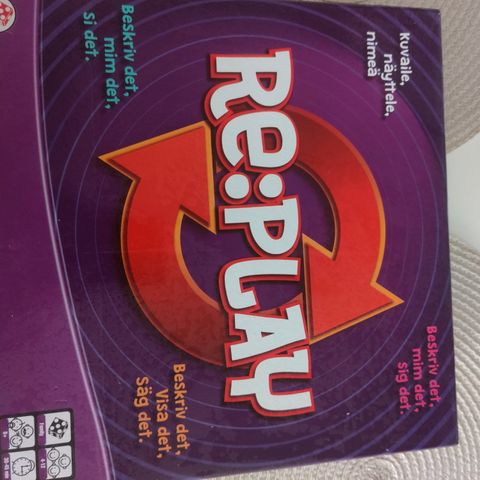 Re:PLAY
Kuvaile,
näyttele,
nimeä
Beskriv det,
mim det,
si det.
Beskriv det,
mim det,
sig det.
Beskriv det,
Visa det,
säg det.